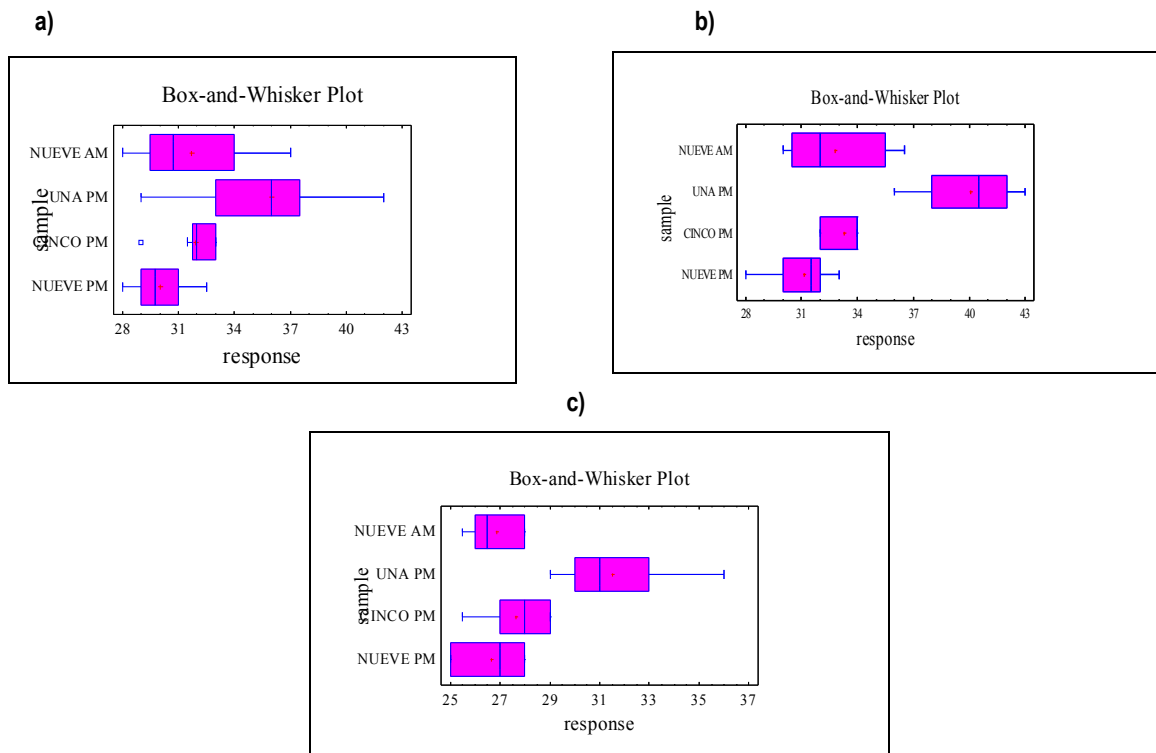 a)
Box-and-Whisker Plot
NUEVE AM
UNA PM
CINCO PM
NUEVE PM
sample
28 31 34 37 40 43
response
b)
Box-and-Whisker Plot
NUEVE AM
UNA PM
CINCO PM
NUEVE PM
sample
28 31 34 37 40 43
response
c)
Box-and-Whisker Plot
NUEVE AM
UNA PM
CINCO PM
NUEVE PM
sample
25 27 29 31 33 35 37
response